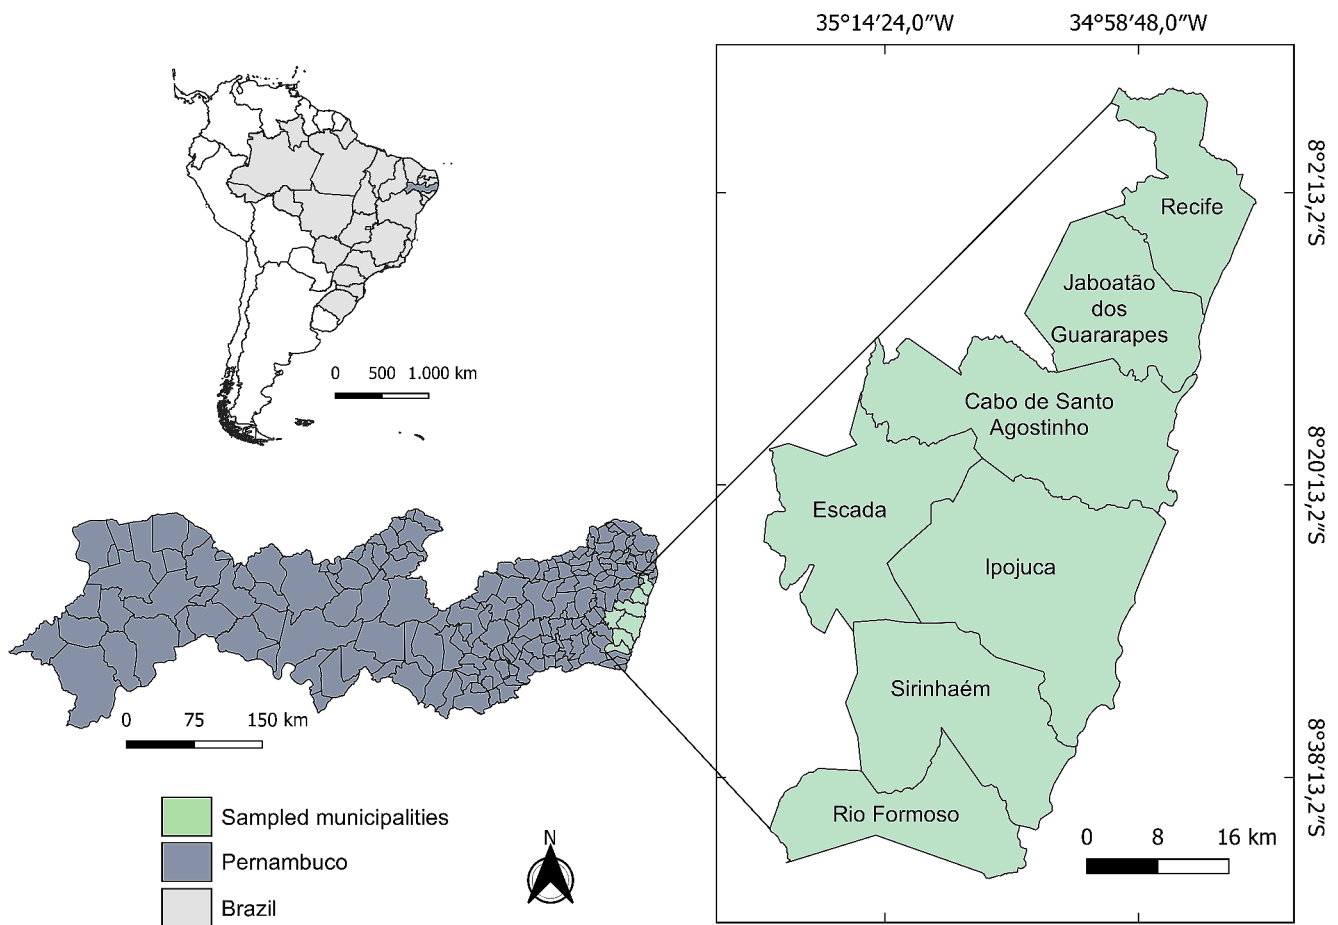 35°14′24,0″W 34°58′48,0″W
8°2′13,2″S
Recife
Jaboatão
dos
Guararapes
0 500 1.000 km
Cabo de Santo
Agostinho
8°20′13,2″S
Escada
Ipojuca
Sirinhaém
0 75 150 km
8°38′13,2″S
Rio Formoso
0 8 16 km
Sampled municipalities
Pernambuco
Brazil
N